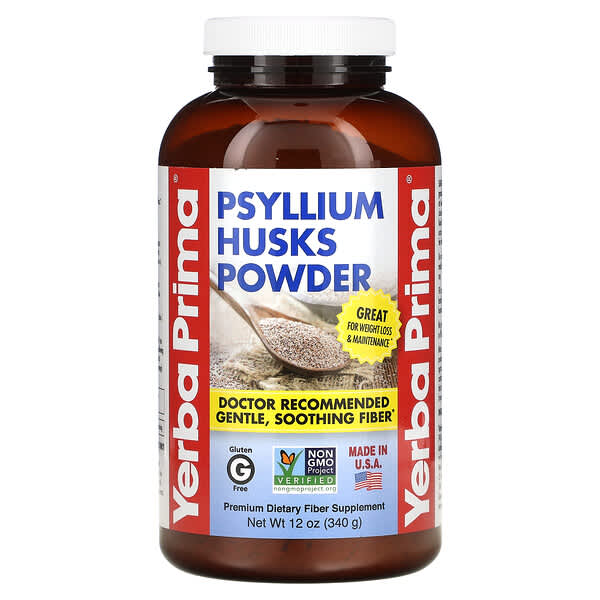 Yerba Prima®
PSYLLIUM
HUSKS
POWDER
GREAT
FOR WEIGHT LOSS
& MAINTENANCE*
DOCTOR RECOMMENDED
GENTLE, SOOTHING FIBER*
Gluten
G
Free
NON
GMO
Project
VERIFIED
nongmoproject.org
MADE IN
U.S.A.
Premium Dietary Fiber Supplement
Net Wt 12 oz (340 g)
Yerba Prima®